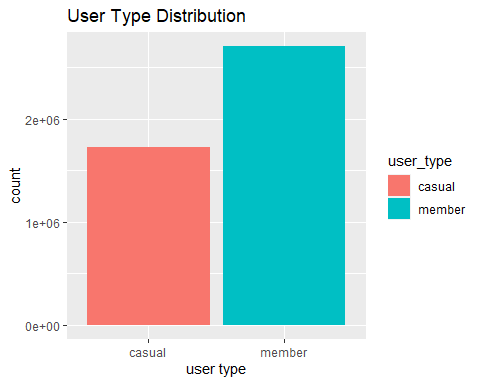 User Type Distribution
count
2e+06
1e+06
0e+00
casual
member
user type
user_type
casual
member